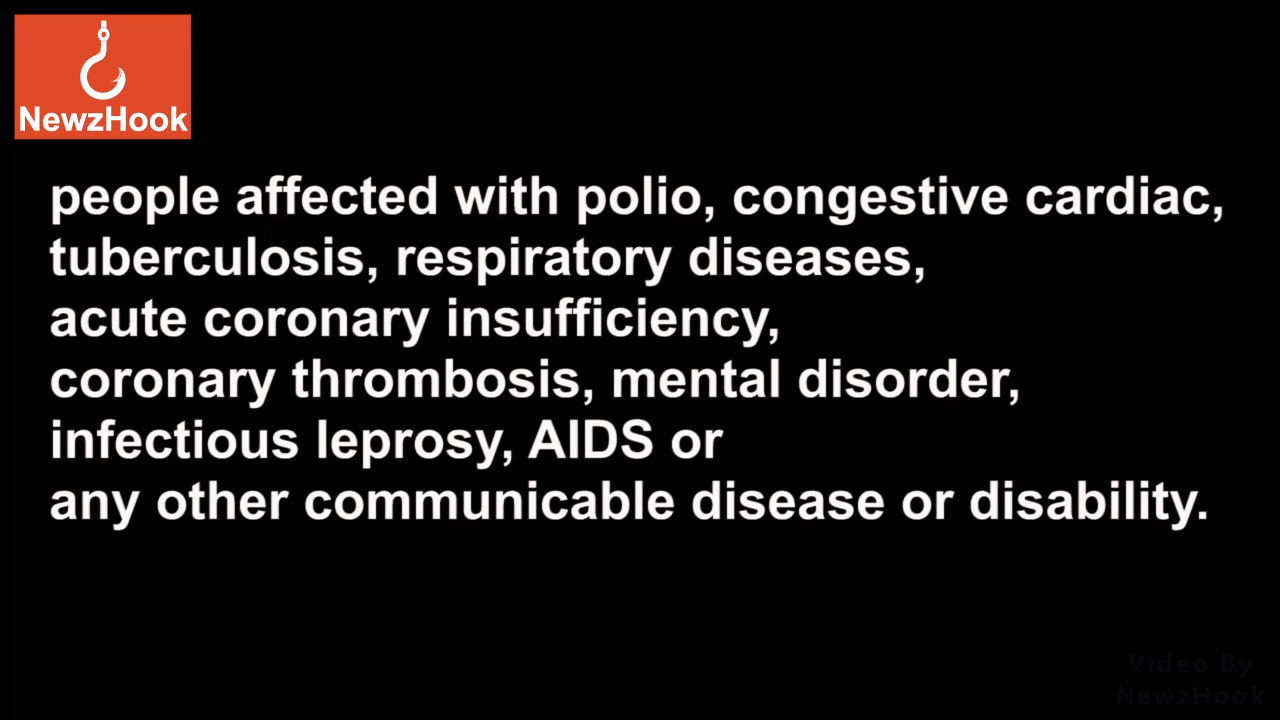 NewzHook
people affected with polio, congestive cardiac,
tuberculosis, respiratory diseases,
acute coronary insufficiency,
coronary thrombosis, mental disorder,
infectious leprosy, AIDS or
any other communicable disease or disability.
Video By
NewzHook